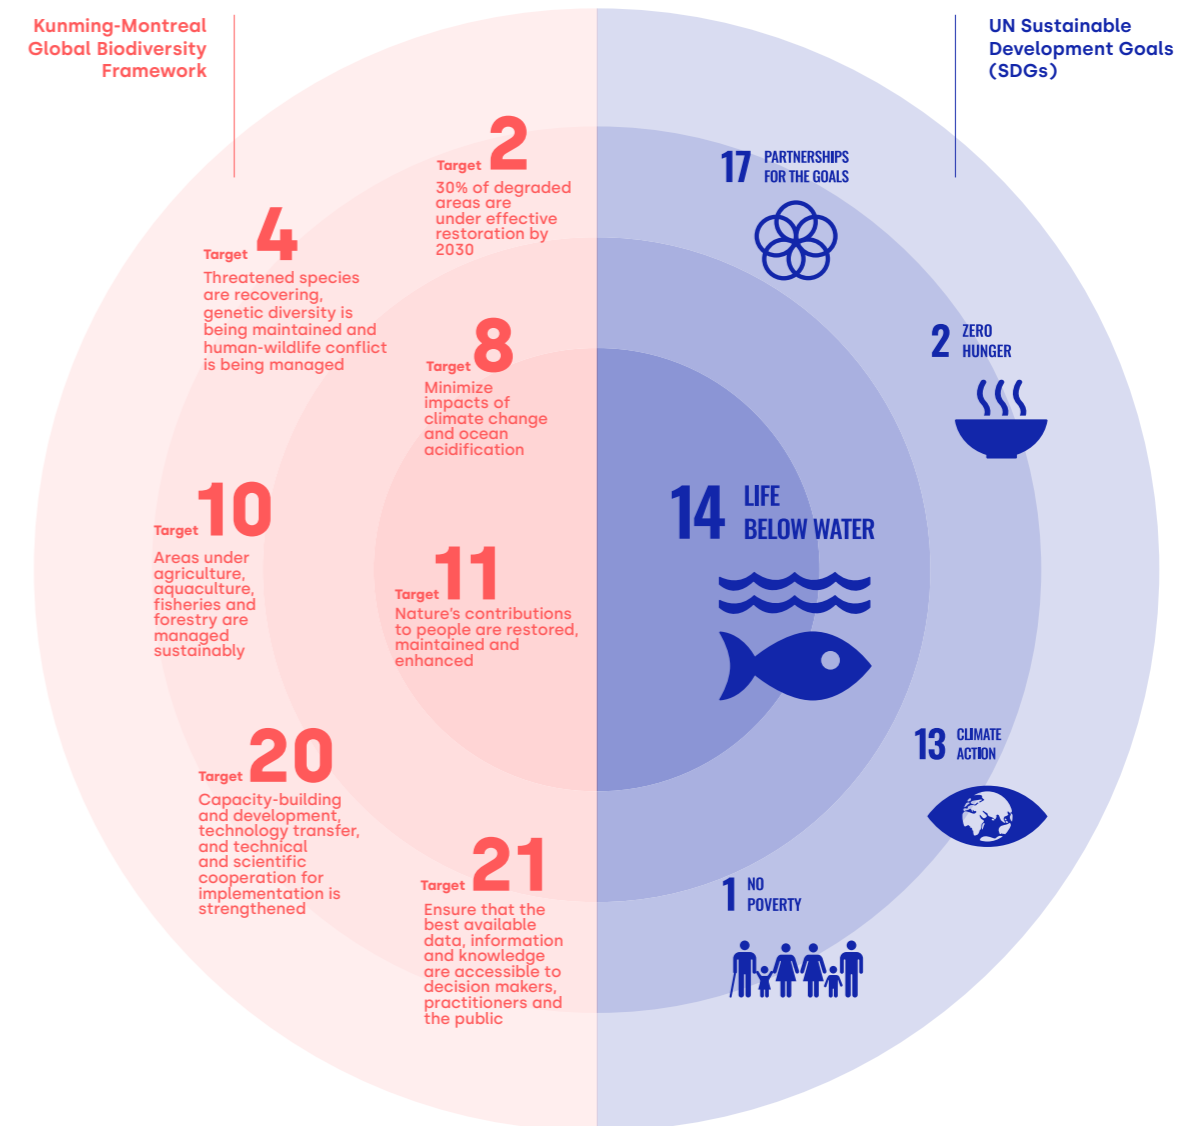 Kunming-Montreal
Global Biodiversity
Framework
Target 2
30% of degraded
areas are
under effective
restoration by
2030
Target 4
Threatened species
are recovering,
genetic diversity is
being maintained and
human-wildlife conflict
is being managed
Target 8
Minimize
impacts of
climate change
and ocean
acidification
Target 10
Areas under
agriculture,
aquaculture,
fisheries and
forestry are
managed
sustainably
Target 11
Nature’s contributions
to people are restored,
maintained and
enhanced
Target 20
Capacity-building
and development,
technology transfer,
and technical
and scientific
cooperation for
implementation is
strengthened
Target 21
Ensure that the
best available
data, information
and knowledge
are accessible to
decision makers,
practitioners and
the public
UN Sustainable
Development Goals
(SDGs)
17 PARTNERSHIPS
FOR THE GOALS
2 ZERO
HUNGER
14 LIFE
BELOW WATER
13 CLIMATE
ACTION
1 NO
POVERTY